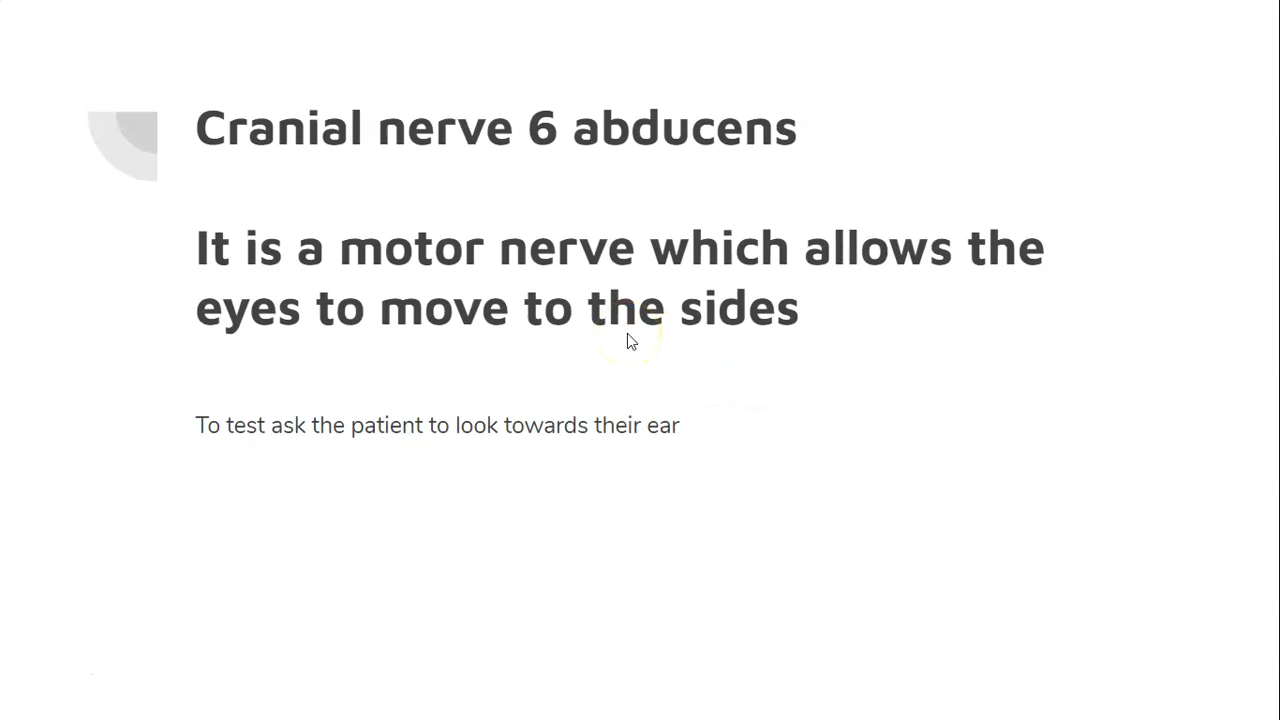 Cranial nerve 6 abducens
It is a motor nerve which allows the
eyes to move to the sides
To test ask the patient to look towards their ear